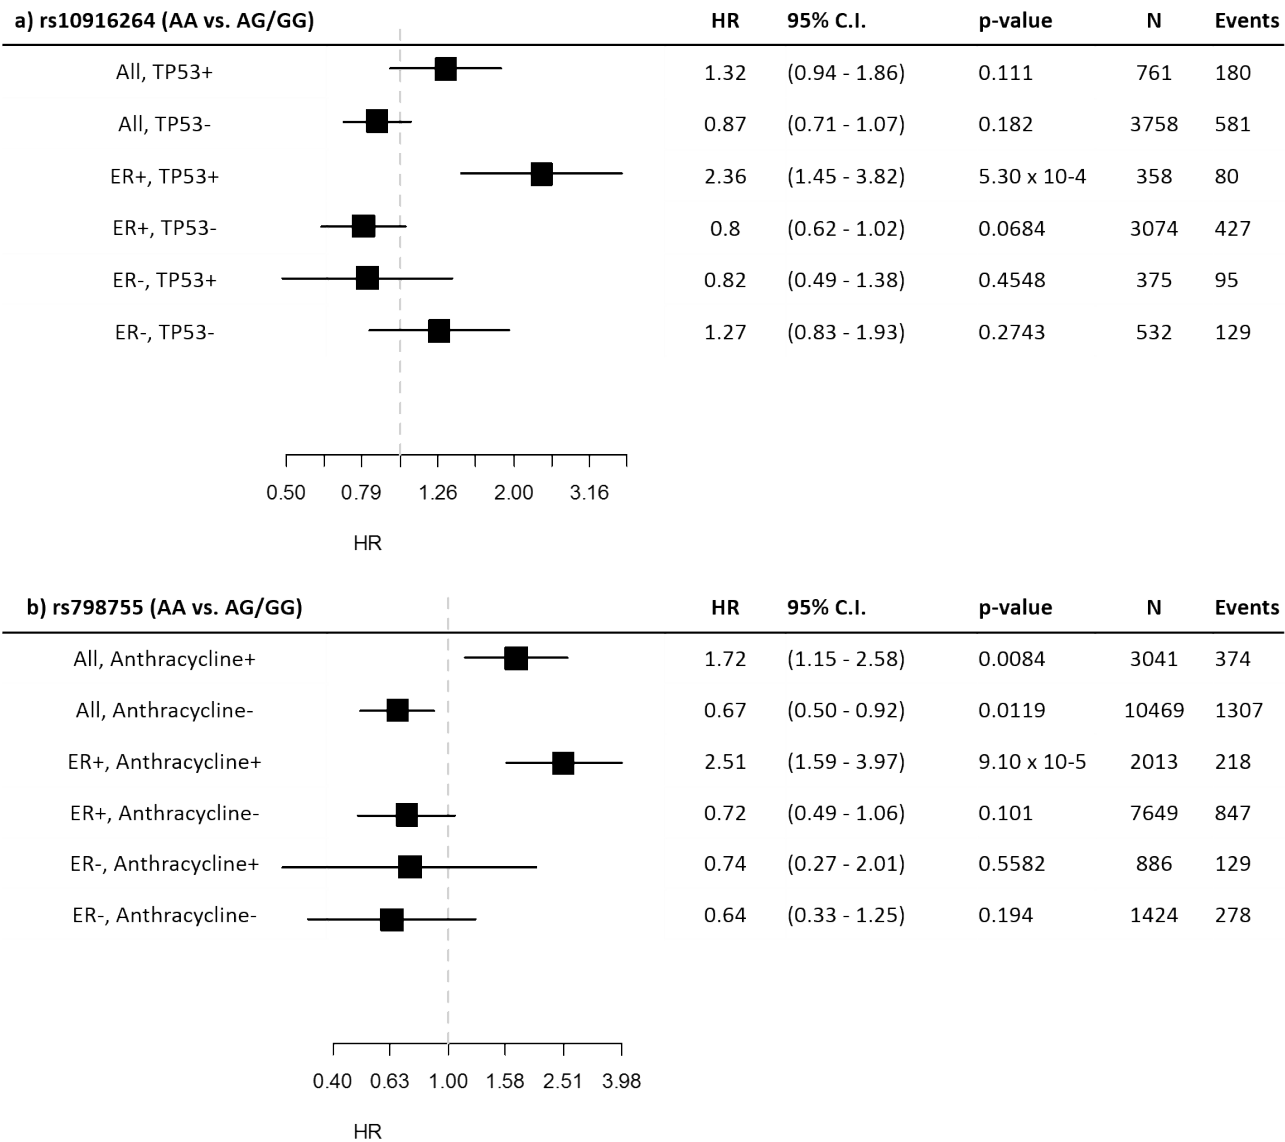 a) rs10916264 (AA vs. AG/GG) HR 95% C.I. p-value N Events
All, TP53+ 1.32 (0.94 - 1.86) 0.111 761 180
All, TP53- 0.87 (0.71 - 1.07) 0.182 3758 581
ER+, TP53+ 2.36 (1.45 - 3.82) 5.30 x 10-4 358 80
ER+, TP53- 0.8 (0.62 - 1.02) 0.0684 3074 427
ER-, TP53+ 0.82 (0.49 - 1.38) 0.4548 375 95
ER-, TP53- 1.27 (0.83 - 1.93) 0.2743 532 129
0.50 0.79 1.26 2.00 3.16
HR
b) rs798755 (AA vs. AG/GG) HR 95% C.I. p-value N Events
All, Anthracycline+ 1.72 (1.15 - 2.58) 0.0084 3041 374
All, Anthracycline- 0.67 (0.50 - 0.92) 0.0119 10469 1307
ER+, Anthracycline+ 2.51 (1.59 - 3.97) 9.10 x 10-5 2013 218
ER+, Anthracycline- 0.72 (0.49 - 1.06) 0.101 7649 847
ER-, Anthracycline+ 0.74 (0.27 - 2.01) 0.5582 886 129
ER-, Anthracycline- 0.64 (0.33 - 1.25) 0.194 1424 278
0.40 0.63 1.00 1.58 2.51 3.98
HR